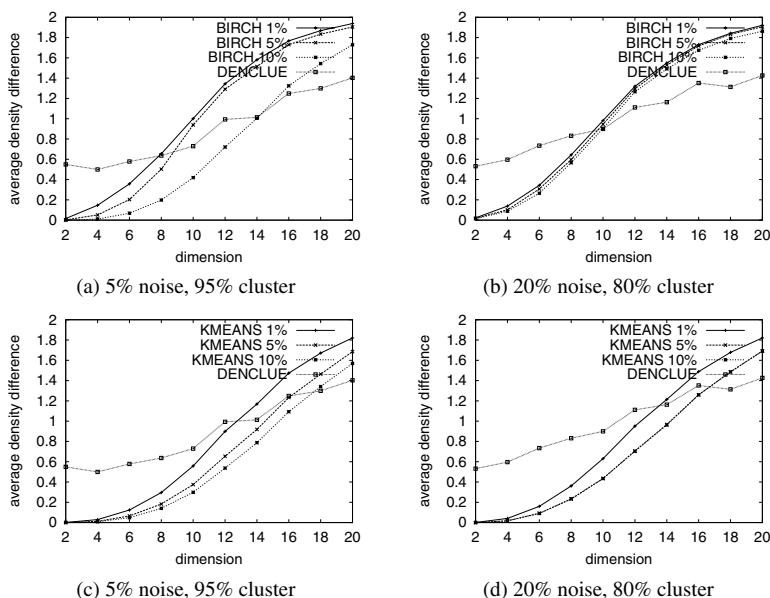 average density difference
2
1.8
1.6
1.4
1.2
1
0.8
0.6
0.4
0.2
0
BIRCH 1%
BIRCH 5%
BIRCH 10%
DENCLUE
2 4 6 8 10 12 14 16 18 20
dimension
(a) 5% noise, 95% cluster
average density difference
2
1.8
1.6
1.4
1.2
1
0.8
0.6
0.4
0.2
0
BIRCH 1%
BIRCH 5%
BIRCH 10%
DENCLUE
2 4 6 8 10 12 14 16 18 20
dimension
(b) 20% noise, 80% cluster
average density difference
2
1.8
1.6
1.4
1.2
1
0.8
0.6
0.4
0.2
0
KMEANS 1%
KMEANS 5%
KMEANS 10%
DENCLUE
2 4 6 8 10 12 14 16 18 20
dimension
(c) 5% noise, 95% cluster
average density difference
2
1.8
1.6
1.4
1.2
1
0.8
0.6
0.4
0.2
0
KMEANS 1%
KMEANS 5%
KMEANS 10%
DENCLUE
2 4 6 8 10 12 14 16 18 20
dimension
(d) 20% noise, 80% cluster